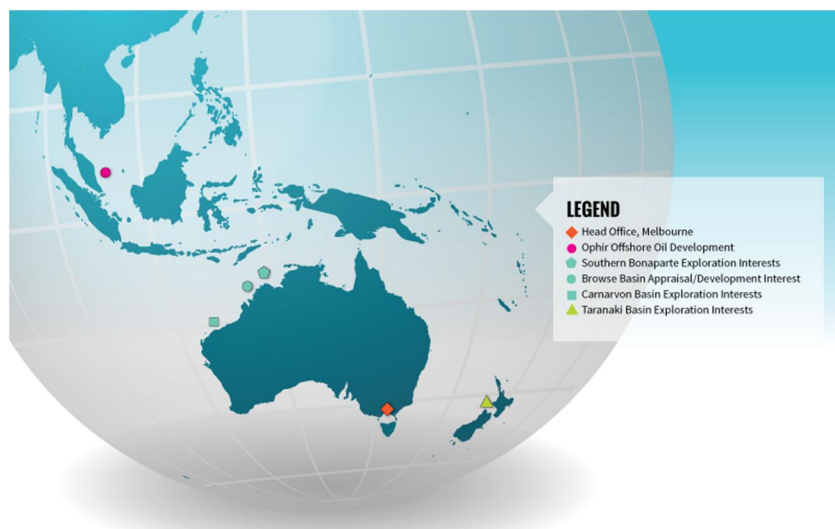 LEGEND
Head Office, Melbourne
Ophir Offshore Oil Development
Southern Bonaparte Exploration Interests
Browse Basin Appraisal/Development Interest
Carnarvon Basin Exploration Interests
Taranaki Basin Exploration Interests